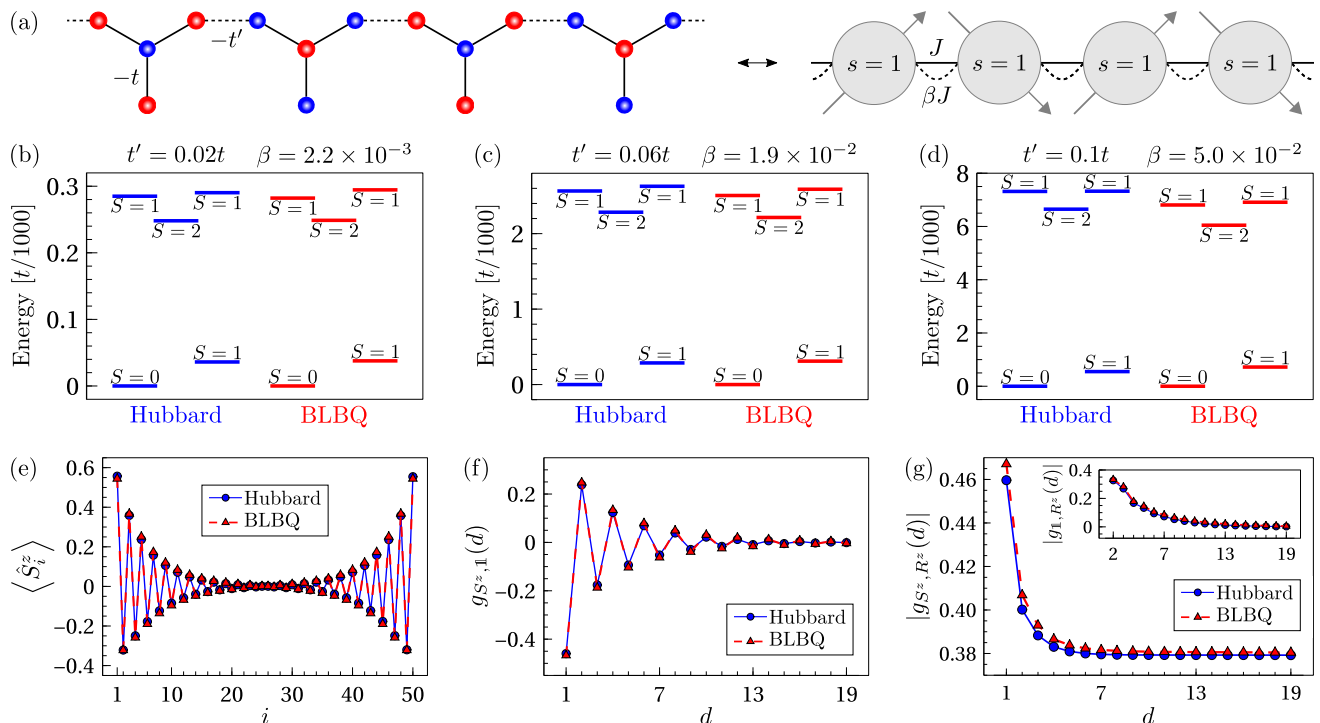 (a)
−t′
−t
s = 1
J
βJ
s = 1
s = 1
s = 1
(b)
t′ = 0.02t
β = 2.2 × 10⁻³
Energy [t/1000]
0.3
0.2
0.1
0
S = 1
S = 1
S = 2
S = 1
S = 1
S = 2
S = 0
S = 1
S = 0
S = 1
Hubbard
BLBQ
(c)
t′ = 0.06t
β = 1.9 × 10⁻²
Energy [t/1000]
2
1
0
S = 1
S = 1
S = 2
S = 1
S = 1
S = 2
S = 0
S = 1
S = 0
S = 1
Hubbard
BLBQ
(d)
t′ = 0.1t
β = 5.0 × 10⁻²
Energy [t/1000]
8
6
4
2
0
S = 1
S = 1
S = 2
S = 1
S = 1
S = 2
S = 0
S = 1
S = 0
S = 1
Hubbard
BLBQ
(e)
⟨Ŝᵢᶻ⟩
0.6
0.4
0.2
0
−0.2
−0.4
Hubbard
BLBQ
1 10 20 30 40 50
i
(f)
g_{S^z,𝟙}(d)
0.2
0
−0.2
−0.4
Hubbard
BLBQ
1 7 13 19
d
(g)
|g_{S^z,R^z}(d)|
0.46
0.44
0.42
0.40
0.38
|g_{𝟙,R^z}(d)|
0.4
0.2
0
2 7 13 19
Hubbard
BLBQ
1 7 13 19
d